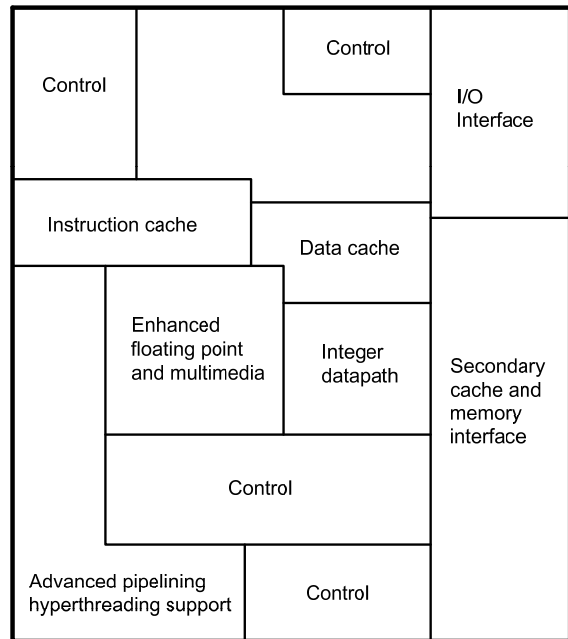 Control
Control
I/O
Interface
Instruction cache
Data cache
Enhanced
floating point
and multimedia
Integer
datapath
Secondary
cache and
memory
interface
Control
Advanced pipelining
hyperthreading support
Control